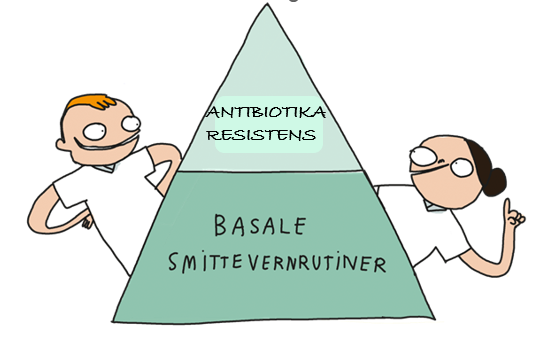 ANTIBIOTIKA
RESISTENS
BASALE
SMITTEVERNRUTINER